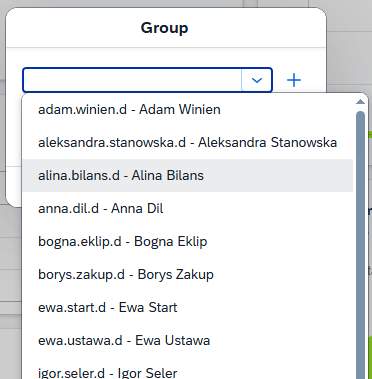 Group
adam.winien.d - Adam Winien
aleksandra.stanowska.d - Aleksandra Stanowska
alina.bilans.d - Alina Bilans
anna.dil.d - Anna Dil
bogna.eklip.d - Bogna Eklip
borys.zakup.d - Borys Zakup
ewa.start.d - Ewa Start
ewa.ustawa.d - Ewa Ustawa
igor.seler.d - Igor Seler